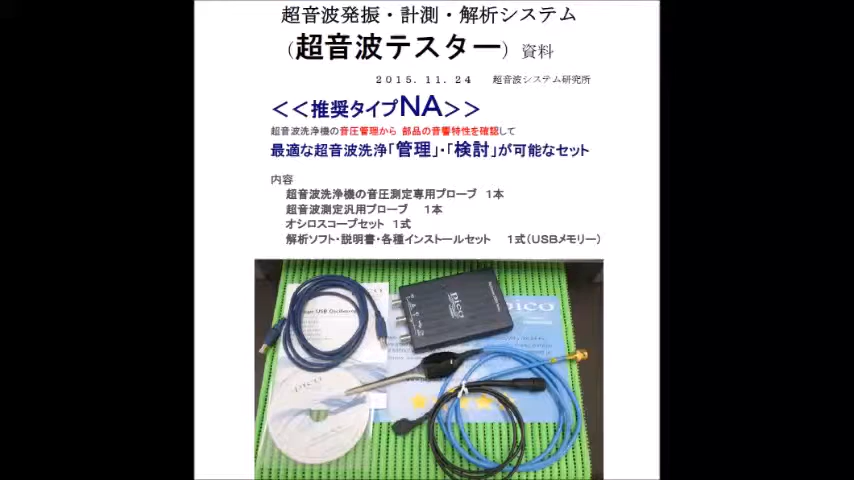 超音波発振・計測・解析システム
（超音波テスター）資料
２０１５．１１．２４　超音波システム研究所
＜＜推奨タイプNA＞＞
超音波洗浄機の音圧管理から 部品の音響特性を確認して
最適な超音波洗浄「管理」・「検討」が可能なセット
内容
超音波洗浄機の音圧測定専用プローブ　１本
超音波測定汎用プローブ　１本
オシロスコープセット　１式
解析ソフト・説明書・各種インストールセット　１式（ＵＳＢメモリー）
pico
pico
USB Oscilloscope
pico